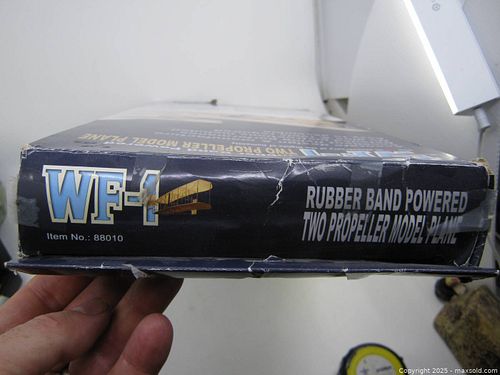 TWO PROPELLER MODEL PLANE
WF-1
Item No.: 88010
RUBBER BAND POWERED
TWO PROPELLER MODEL PLANE
Copyright © 2025 - maxsold.com